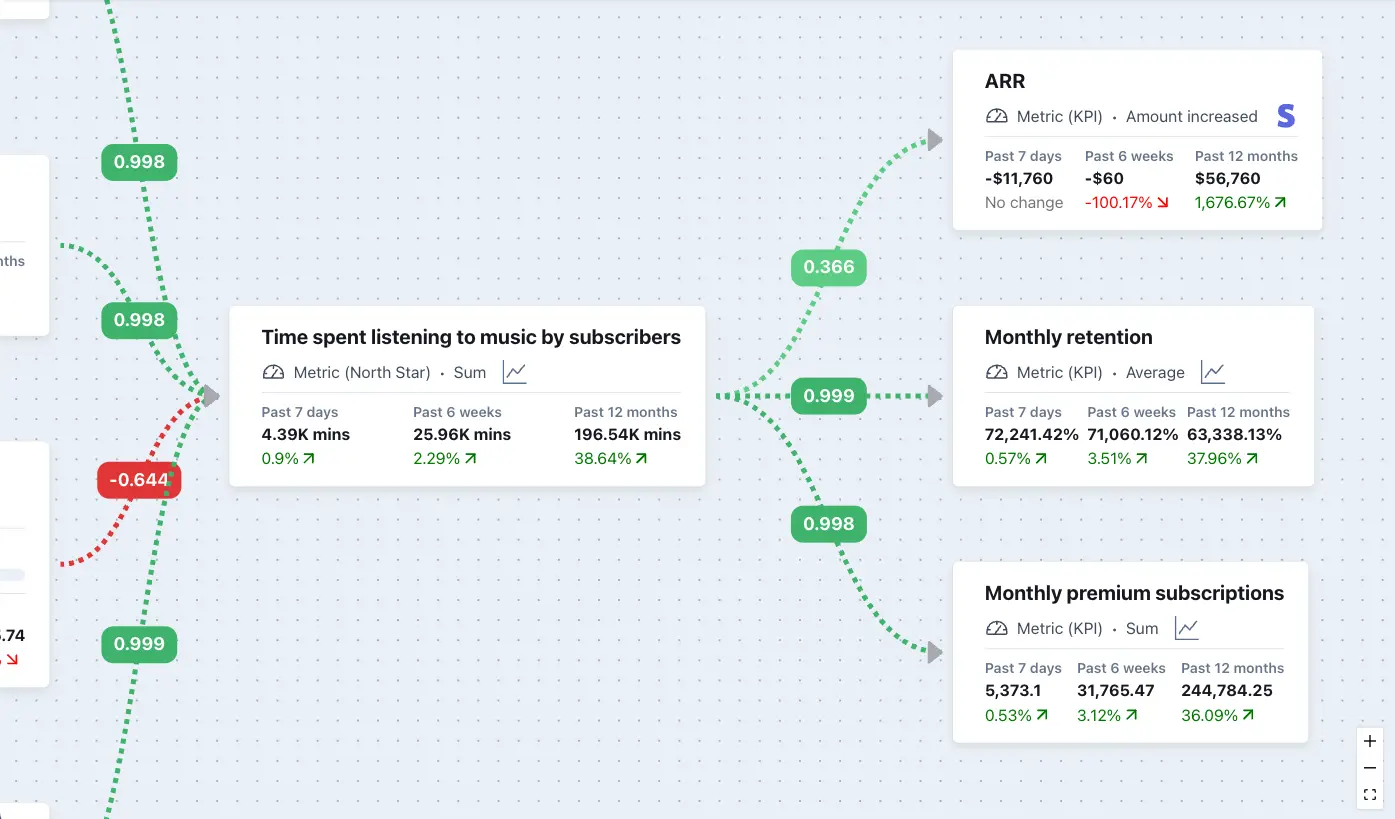 0.998
nths
0.998
-0.644
5.74
0.999
Time spent listening to music by subscribers
Metric (North Star) · Sum
Past 7 days Past 6 weeks Past 12 months
4.39K mins 25.96K mins 196.54K mins
0.9% 2.29% 38.64%
0.366
0.999
0.998
ARR
Metric (KPI) · Amount increased S
Past 7 days Past 6 weeks Past 12 months
-$11,760 -$60 $56,760
No change -100.17% 1,676.67%
Monthly retention
Metric (KPI) · Average
Past 7 days Past 6 weeks Past 12 months
72,241.42% 71,060.12% 63,338.13%
0.57% 3.51% 37.96%
Monthly premium subscriptions
Metric (KPI) · Sum
Past 7 days Past 6 weeks Past 12 months
5,373.1 31,765.47 244,784.25
0.53% 3.12% 36.09%